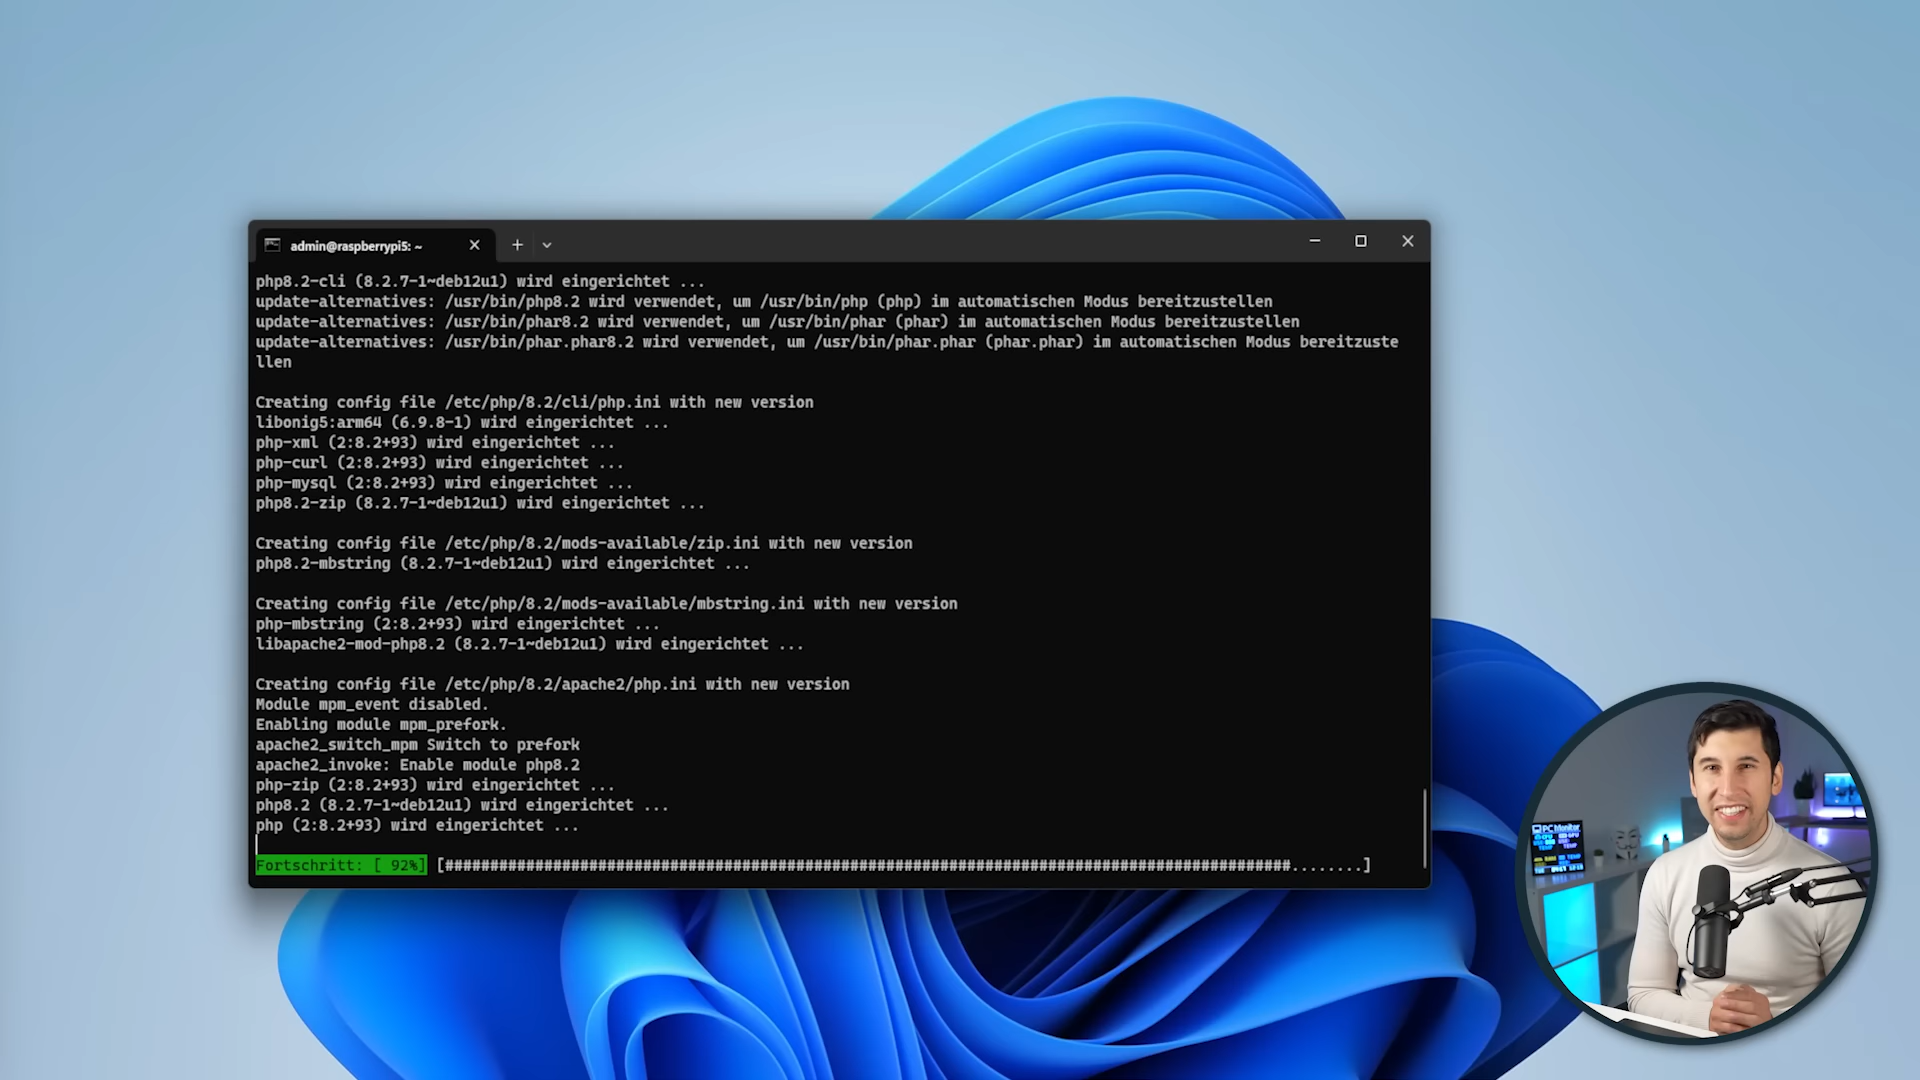 admin@raspberrypi5: ~
php8.2-cli (8.2.7-1~deb12u1) wird eingerichtet ...
update-alternatives: /usr/bin/php8.2 wird verwendet, um /usr/bin/php (php) im automatischen Modus bereitzustellen
update-alternatives: /usr/bin/phar8.2 wird verwendet, um /usr/bin/phar (phar) im automatischen Modus bereitzustellen
update-alternatives: /usr/bin/phar.phar8.2 wird verwendet, um /usr/bin/phar.phar (phar.phar) im automatischen Modus bereitzuste
llen
Creating config file /etc/php/8.2/cli/php.ini with new version
libonig5:arm64 (6.9.8-1) wird eingerichtet ...
php-xml (2:8.2+93) wird eingerichtet ...
php-curl (2:8.2+93) wird eingerichtet ...
php-mysql (2:8.2+93) wird eingerichtet ...
php8.2-zip (8.2.7-1~deb12u1) wird eingerichtet ...
Creating config file /etc/php/8.2/mods-available/zip.ini with new version
php8.2-mbstring (8.2.7-1~deb12u1) wird eingerichtet ...
Creating config file /etc/php/8.2/mods-available/mbstring.ini with new version
php-mbstring (2:8.2+93) wird eingerichtet ...
libapache2-mod-php8.2 (8.2.7-1~deb12u1) wird eingerichtet ...
Creating config file /etc/php/8.2/apache2/php.ini with new version
Module mpm_event disabled.
Enabling module mpm_prefork.
apache2_switch_mpm Switch to prefork
apache2_invoke: Enable module php8.2
php-zip (2:8.2+93) wird eingerichtet ...
php8.2 (8.2.7-1~deb12u1) wird eingerichtet ...
php (2:8.2+93) wird eingerichtet ...
Fortschritt: [ 92%] [##############################################################################################........]
PC Monitor